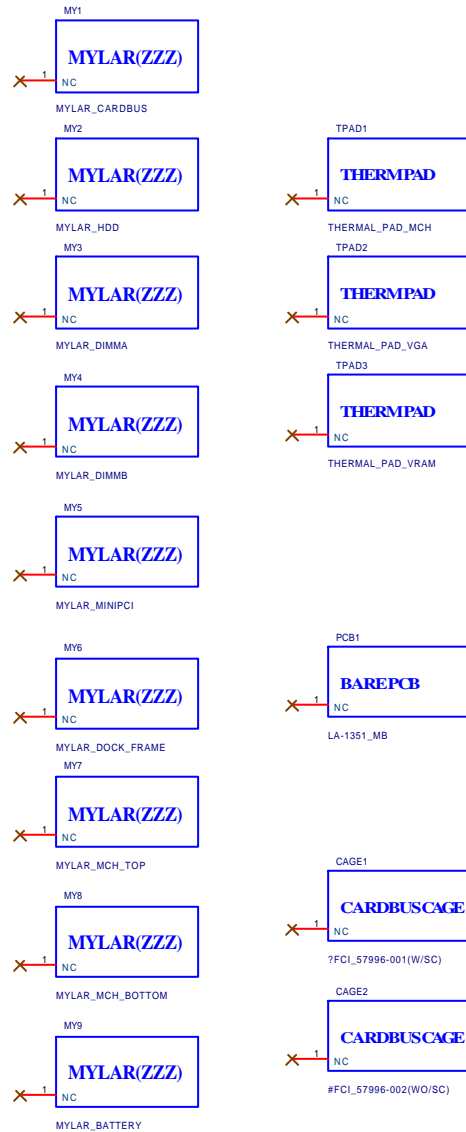 MY1
MYLAR(ZZZ)
1
NC
MYLAR_CARDBUS
MY2
MYLAR(ZZZ)
1
NC
MYLAR_HDD
MY3
MYLAR(ZZZ)
1
NC
MYLAR_DIMMA
MY4
MYLAR(ZZZ)
1
NC
MYLAR_DIMMB
MY5
MYLAR(ZZZ)
1
NC
MYLAR_MINIPCI
MY6
MYLAR(ZZZ)
1
NC
MYLAR_DOCK_FRAME
MY7
MYLAR(ZZZ)
1
NC
MYLAR_MCH_TOP
MY8
MYLAR(ZZZ)
1
NC
MYLAR_MCH_BOTTOM
MY9
MYLAR(ZZZ)
1
NC
MYLAR_BATTERY
TPAD1
THERMPAD
1
NC
THERMAL_PAD_MCH
TPAD2
THERMPAD
1
NC
THERMAL_PAD_VGA
TPAD3
THERMPAD
1
NC
THERMAL_PAD_VRAM
PCB1
BAREPCB
1
NC
LA-1351_MB
CAGE1
CARDBUSCAGE
1
NC
?FCI_57996-001(W/SC)
CAGE2
CARDBUSCAGE
1
NC
#FCI_57996-002(WO/SC)